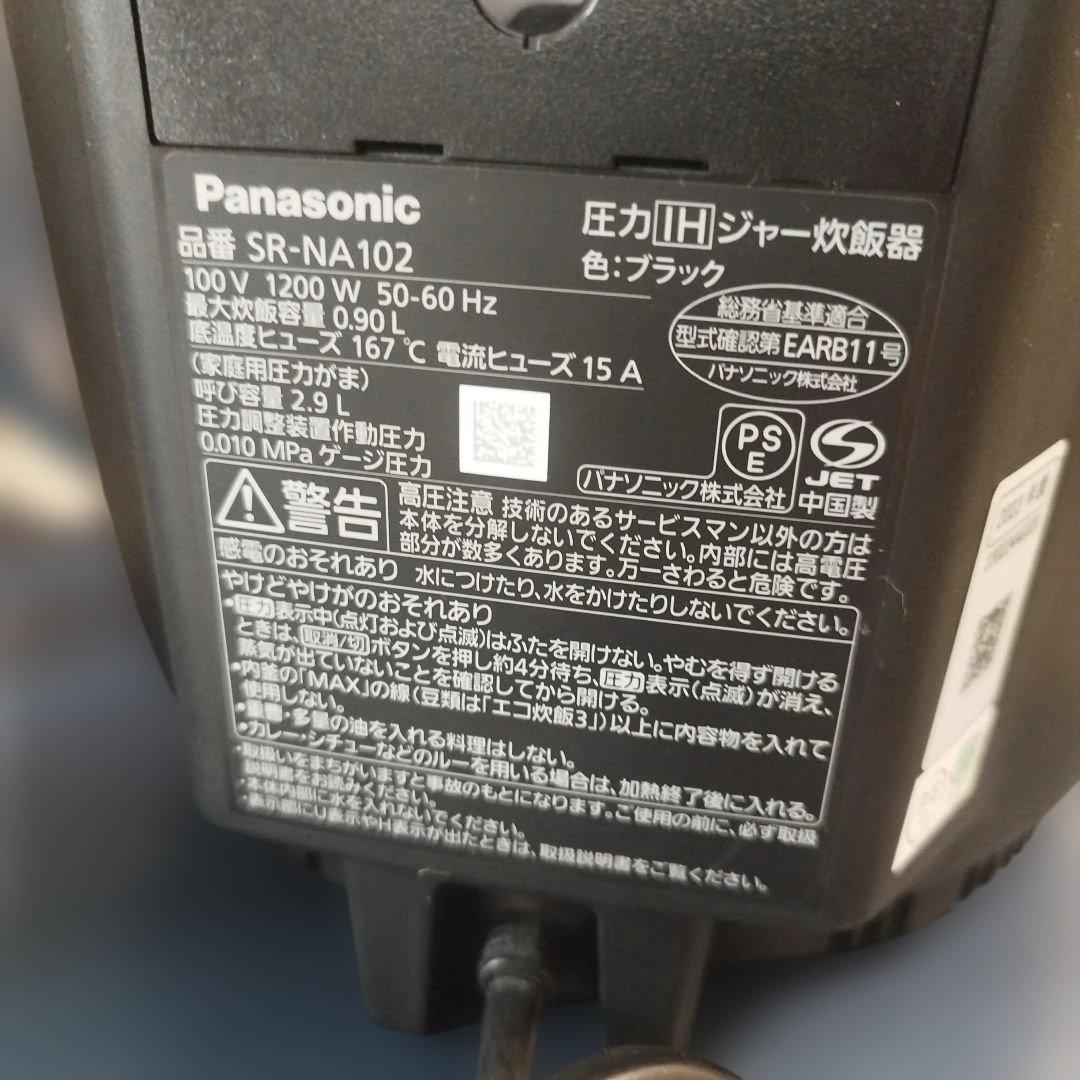 Panasonic
圧力IHジャー炊飯器
品番 SR-NA102
色:ブラック
100 V 1200 W 50-60 Hz
最大炊飯容量 0.90 L
底温度ヒューズ 167 ℃ 電流ヒューズ 15 A
総務省基準適合
型式確認第EARB11号
パナソニック株式会社
(家庭用圧力がま)
呼び容量 2.9 L
圧力調整装置作動圧力
0.010 MPa ゲージ圧力
PS
E
JET
パナソニック株式会社
中国製
警告
高圧注意 技術のあるサービスマン以外の方は
本体を分解しないでください。内部には高電圧
部分が数多くあります。万一さわると危険です。
感電のおそれあり 水につけたり、水をかけたりしないでください。
やけどやけがのおそれあり
・圧力表示中(点灯および点滅)はふたを開けない。やむを得ず開ける
ときは、取消/切ボタンを押し約4分待ち、圧力表示(点滅)が消え、
蒸気が出ていないことを確認してから開ける。
・内釜の「MAX」の線(豆類は「エコ炊飯3」)以上に内容物を入れて
使用しない。
・重曹・多量の油を入れる料理はしない。
・カレー・シチューなどのルーを用いる場合は、加熱終了後に入れる。
・取扱いをまちがいますと事故のもとになります。ご使用の前に、必ず取扱
説明書をお読みください。
・本体内部に水を入れないでください。
・表示部にU表示やH表示が出たときは、取扱説明書をご覧ください。